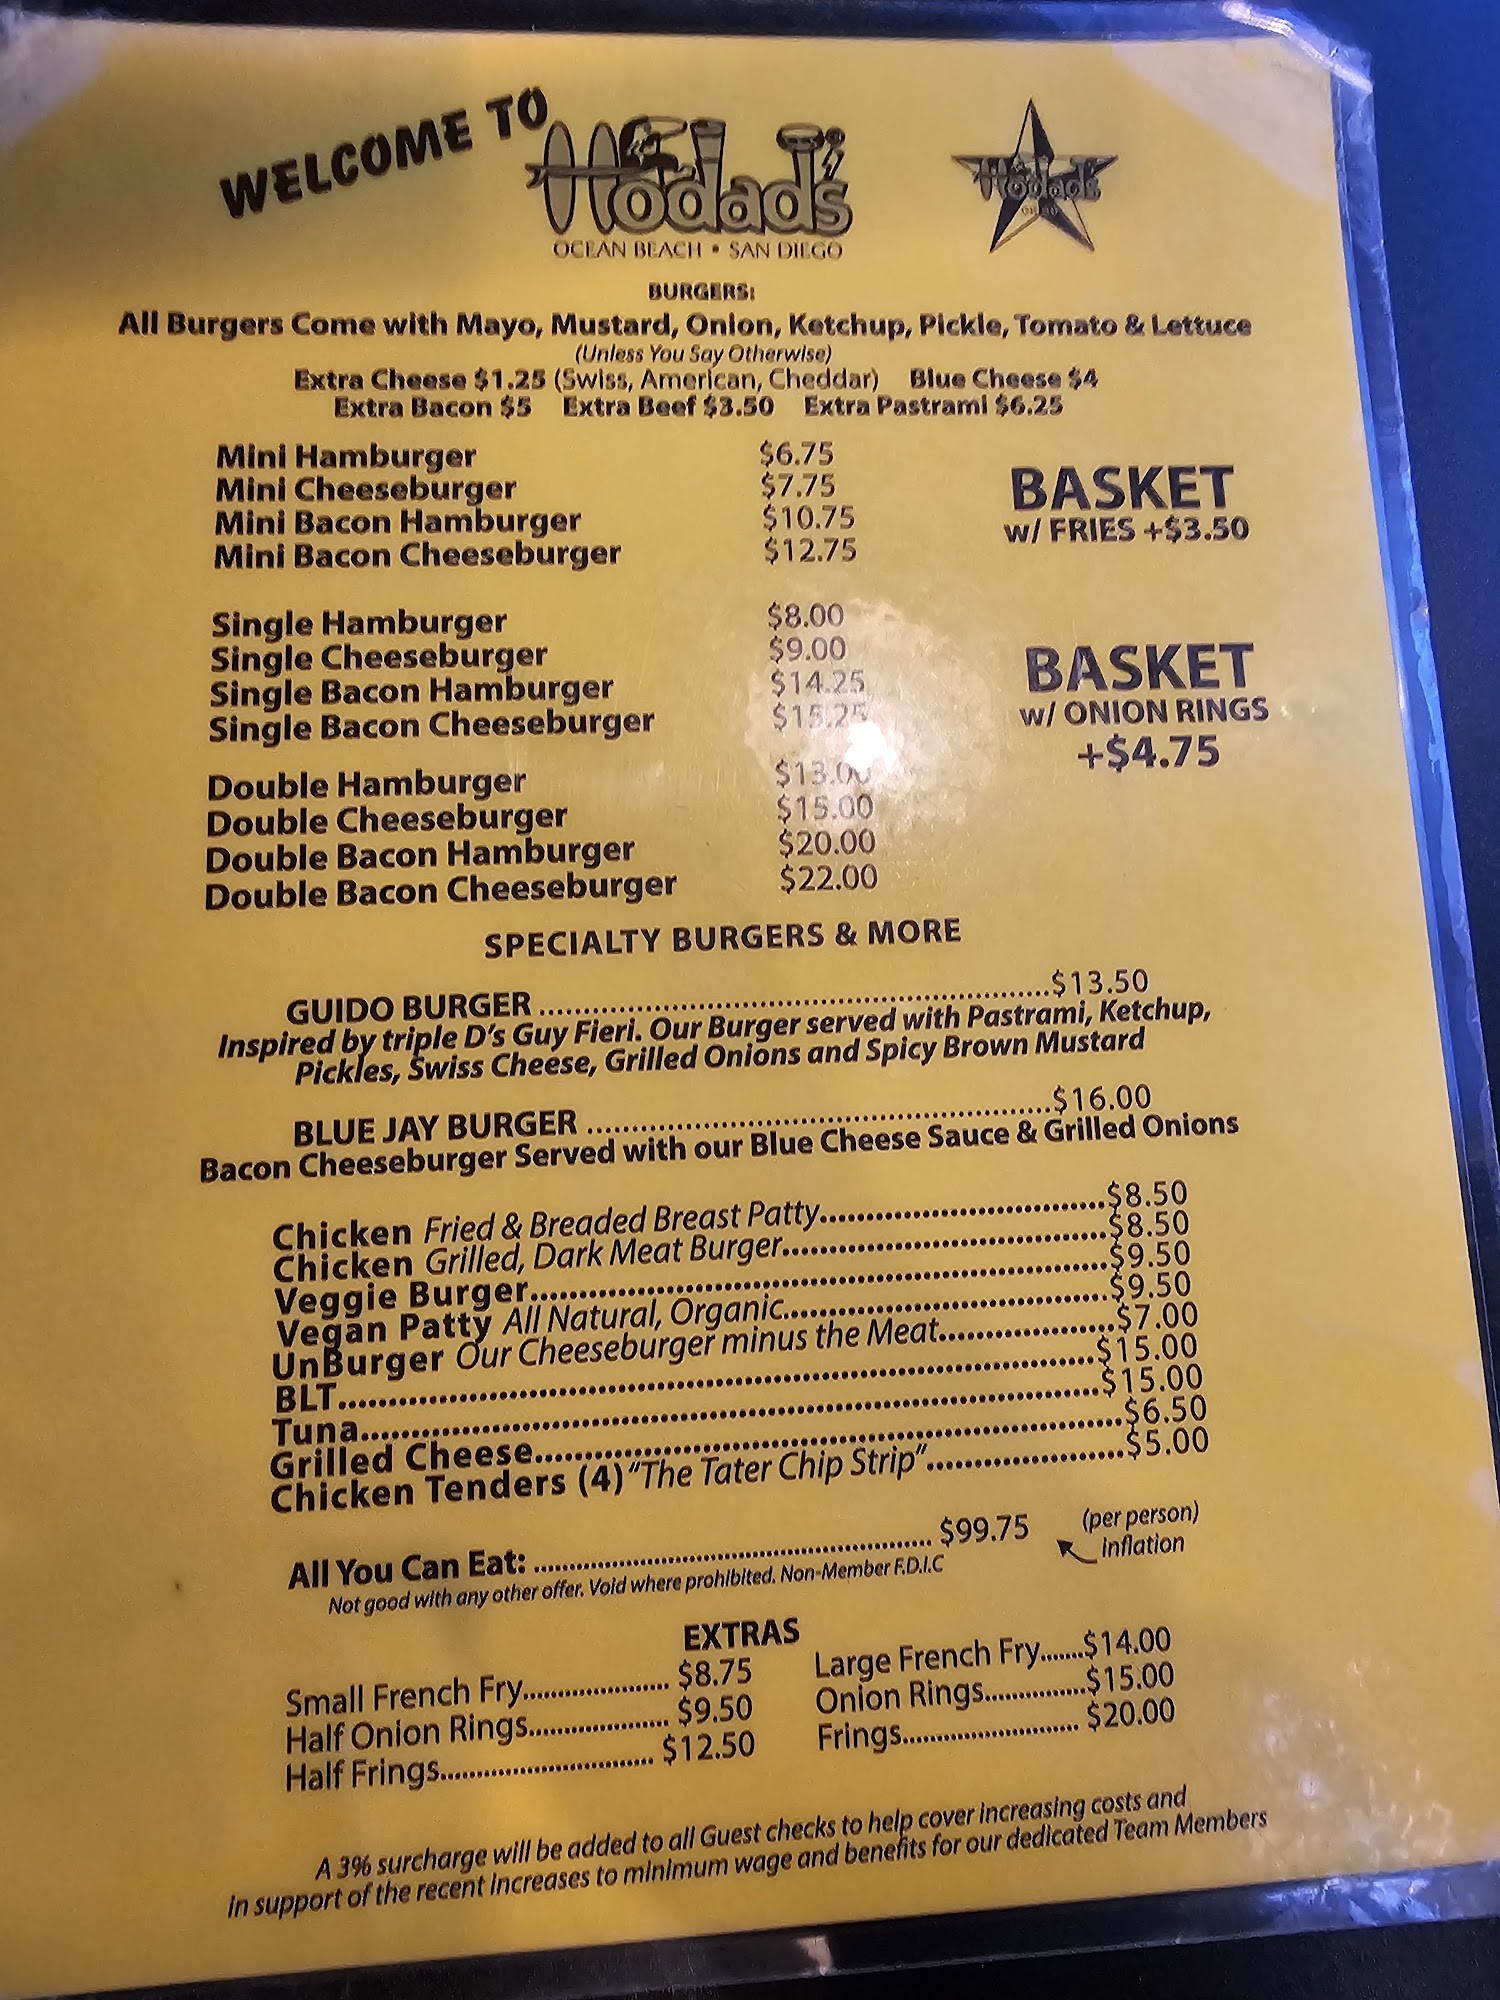 WELCOME TO Hodad's
OCEAN BEACH • SAN DIEGO
Hodad's
BURGERS:
All Burgers Come with Mayo, Mustard, Onion, Ketchup, Pickle, Tomato & Lettuce
(Unless You Say Otherwise)
Extra Cheese $1.25 (Swiss, American, Cheddar) Blue Cheese $4
Extra Bacon $5 Extra Beef $3.50 Extra Pastrami $6.25
Mini Hamburger $6.75
Mini Cheeseburger $7.75
Mini Bacon Hamburger $10.75
Mini Bacon Cheeseburger $12.75
BASKET
w/ FRIES +$3.50
Single Hamburger $8.00
Single Cheeseburger $9.00
Single Bacon Hamburger $14.25
Single Bacon Cheeseburger $15.25
BASKET
w/ ONION RINGS
+$4.75
Double Hamburger $13.00
Double Cheeseburger $15.00
Double Bacon Hamburger $20.00
Double Bacon Cheeseburger $22.00
SPECIALTY BURGERS & MORE
GUIDO BURGER ........ $13.50
Inspired by triple D's Guy Fieri. Our Burger served with Pastrami, Ketchup,
Pickles, Swiss Cheese, Grilled Onions and Spicy Brown Mustard
BLUE JAY BURGER ........ $16.00
Bacon Cheeseburger Served with our Blue Cheese Sauce & Grilled Onions
Chicken Fried & Breaded Breast Patty........ $8.50
Chicken Grilled, Dark Meat Burger........ $8.50
Veggie Burger........ $9.50
Vegan Patty All Natural, Organic........ $9.50
UnBurger Our Cheeseburger minus the Meat........ $7.00
BLT........ $15.00
Tuna........ $15.00
Grilled Cheese........ $6.50
Chicken Tenders (4) "The Tater Chip Strip"........ $5.00
All You Can Eat: ........ $99.75 (per person)
Inflation
Not good with any other offer. Void where prohibited. Non-Member F.D.I.C
EXTRAS
Small French Fry........ $8.75
Half Onion Rings........ $9.50
Half Frings........ $12.50
Large French Fry....... $14.00
Onion Rings........ $15.00
Frings........ $20.00
A 3% surcharge will be added to all Guest checks to help cover increasing costs and
in support of the recent increases to minimum wage and benefits for our dedicated Team Members